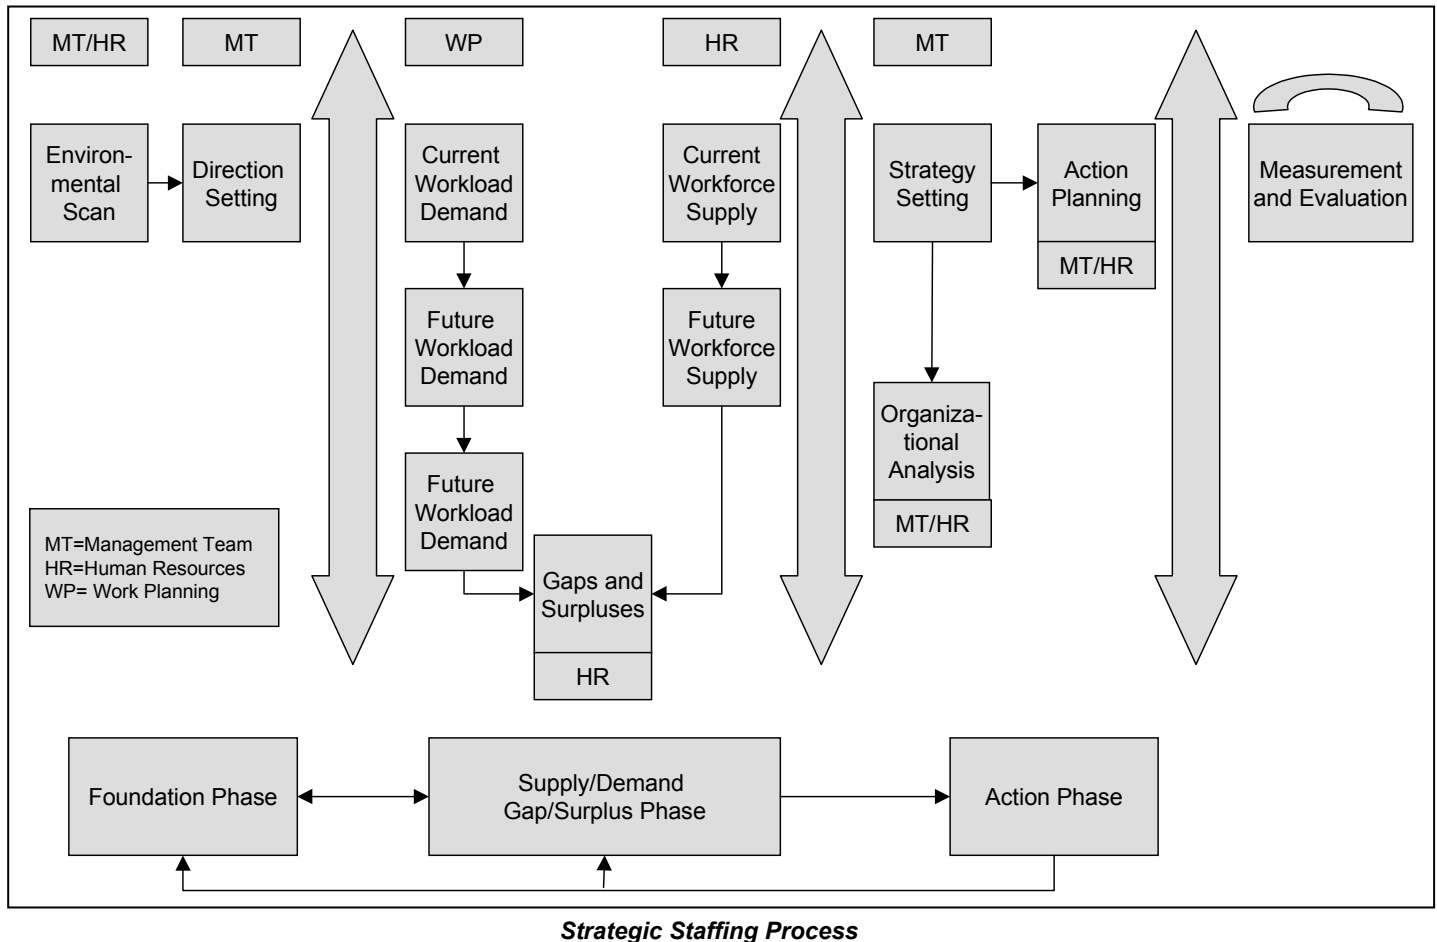 MT/HR
MT
WP
HR
MT
Environ-
mental
Scan
Direction
Setting
Current
Workload
Demand
Current
Workforce
Supply
Strategy
Setting
Action
Planning
MT/HR
Measurement
and Evaluation
Future
Workload
Demand
Future
Workforce
Supply
Organiza-
tional
Analysis
MT/HR
Future
Workload
Demand
Gaps and
Surpluses
HR
MT=Management Team
HR=Human Resources
WP= Work Planning
Foundation Phase
Supply/Demand
Gap/Surplus Phase
Action Phase
Strategic Staffing Process